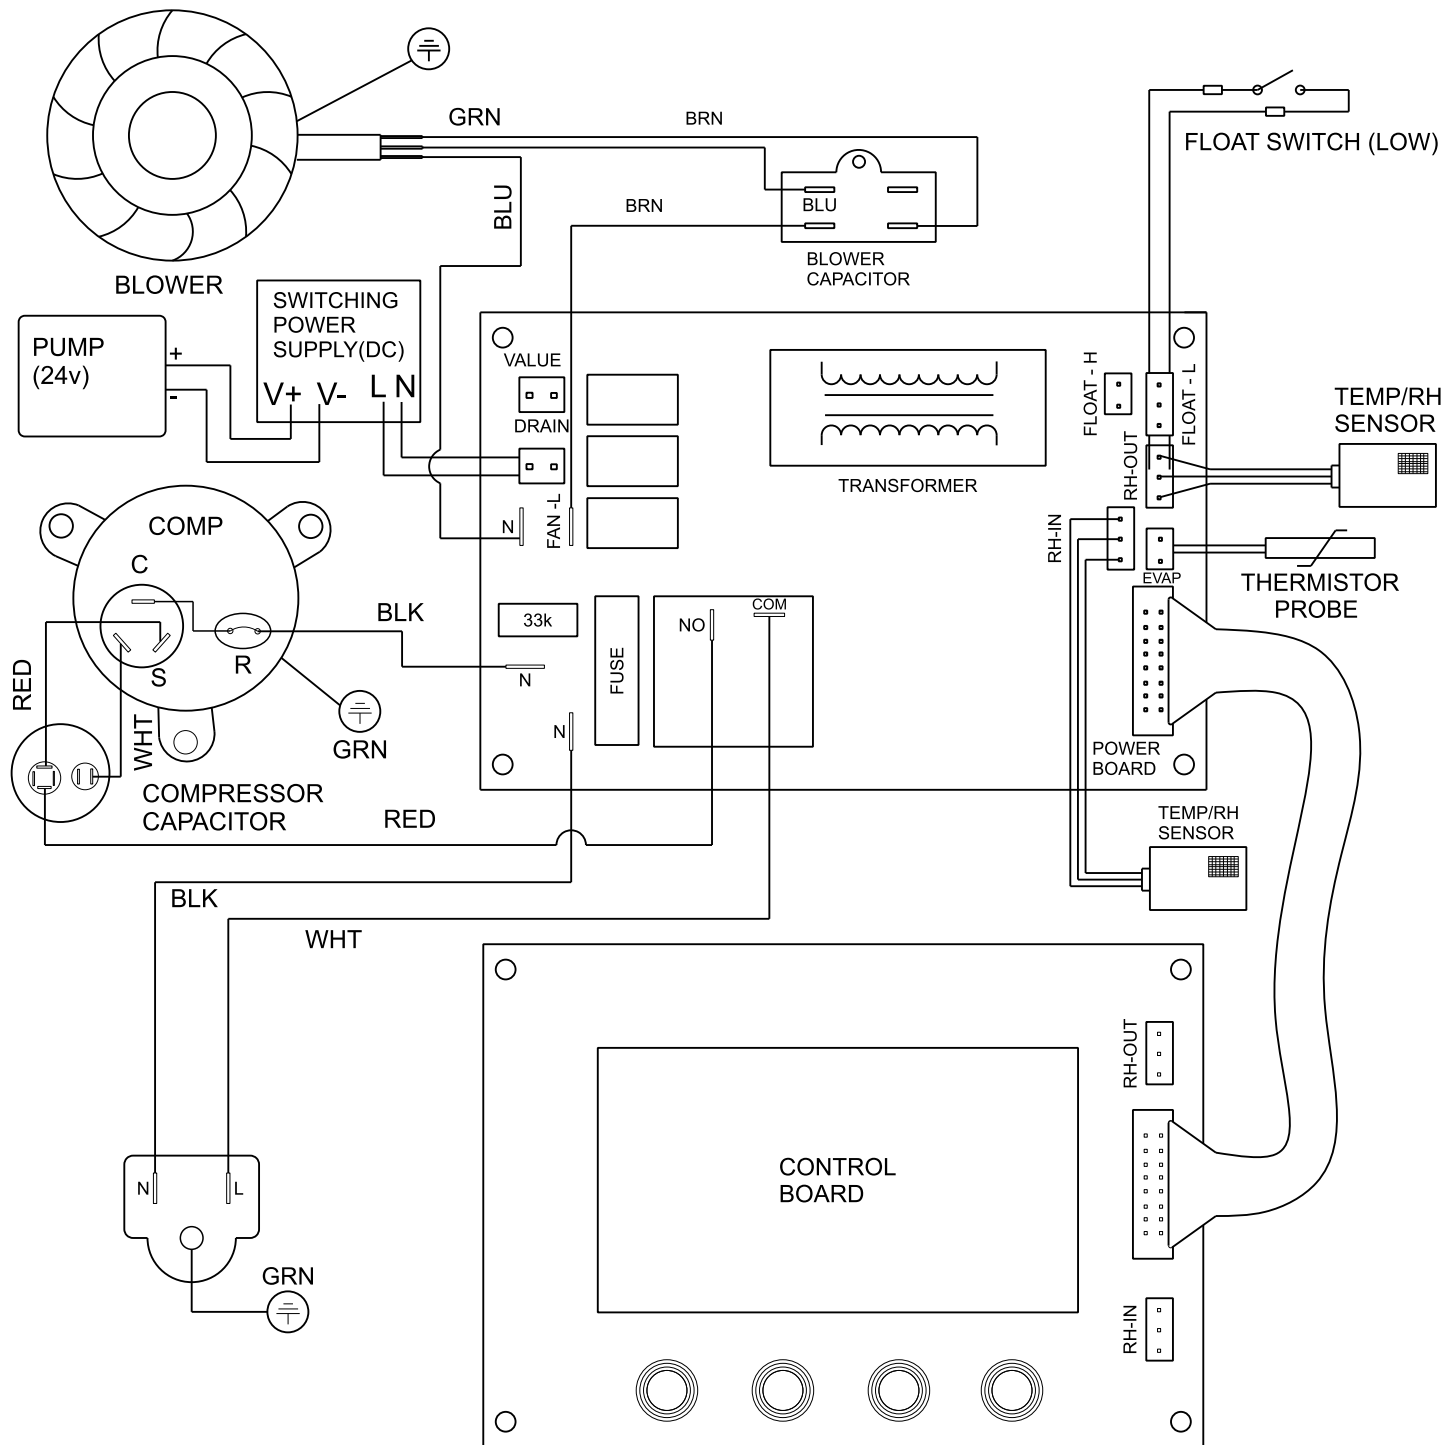 GRN
BRN
FLOAT SWITCH (LOW)
BLU
BLU
BRN
BLOWER
CAPACITOR
BLOWER
SWITCHING
POWER
SUPPLY(DC)
V+ V- L N
PUMP
(24v)
+
-
VALUE
DRAIN
FLOAT - H
FLOAT - L
TEMP/RH
SENSOR
TRANSFORMER
RH-OUT
N
FAN -L
RH-IN
EVAP
THERMISTOR
PROBE
COMP
C
S
R
BLK
33k
FUSE
NO
COM
N
N
RED
WHT
GRN
POWER
BOARD
COMPRESSOR
CAPACITOR
RED
TEMP/RH
SENSOR
BLK
WHT
RH-OUT
CONTROL
BOARD
N
L
GRN
RH-IN